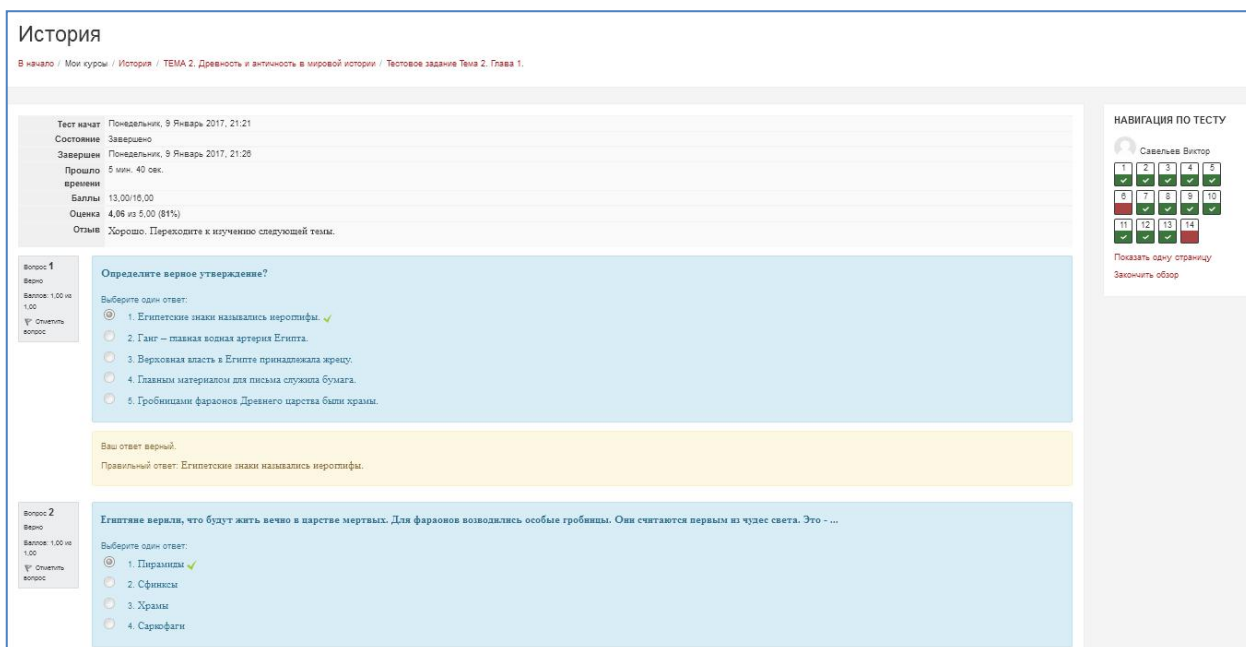 История
В начало / Мои курсы / История / ТЕМА 2. Древность и античность в мировой истории / Тестовое задание Тема 2. Глава 1.
Тест начат Понедельник, 9 Январь 2017, 21:21
Состояние Завершено
Завершен Понедельник, 9 Январь 2017, 21:26
Прошло времени 5 мин. 40 сек.
Баллы 13,00/16,00
Оценка 4,06 из 5,00 (81%)
Отзыв Хорошо. Переходите к изучению следующей темы.
Вопрос 1
Верно
Баллов: 1,00 из 1,00
Отметить вопрос
Определите верное утверждение?
Выберите один ответ:
1. Египетские знаки назывались иероглифы.
2. Ганг – главная водная артерия Египта.
3. Верховная власть в Египте принадлежала жрецу.
4. Главным материалом для письма служила бумага.
5. Гробницами фараонов Древнего царства были храмы.
Ваш ответ верный.
Правильный ответ: Египетские знаки назывались иероглифы.
Вопрос 2
Верно
Баллов: 1,00 из 1,00
Отметить вопрос
Египтяне верили, что будут жить вечно в царстве мертвых. Для фараонов возводились особые гробницы. Они считаются первым из чудес света. Это - ...
Выберите один ответ:
1. Пирамиды
2. Сфинксы
3. Храмы
4. Саркофаги
НАВИГАЦИЯ ПО ТЕСТУ
Савельев Виктор
1 2 3 4 5
6 7 8 9 10
11 12 13 14
Показать одну страницу
Закончить обзор